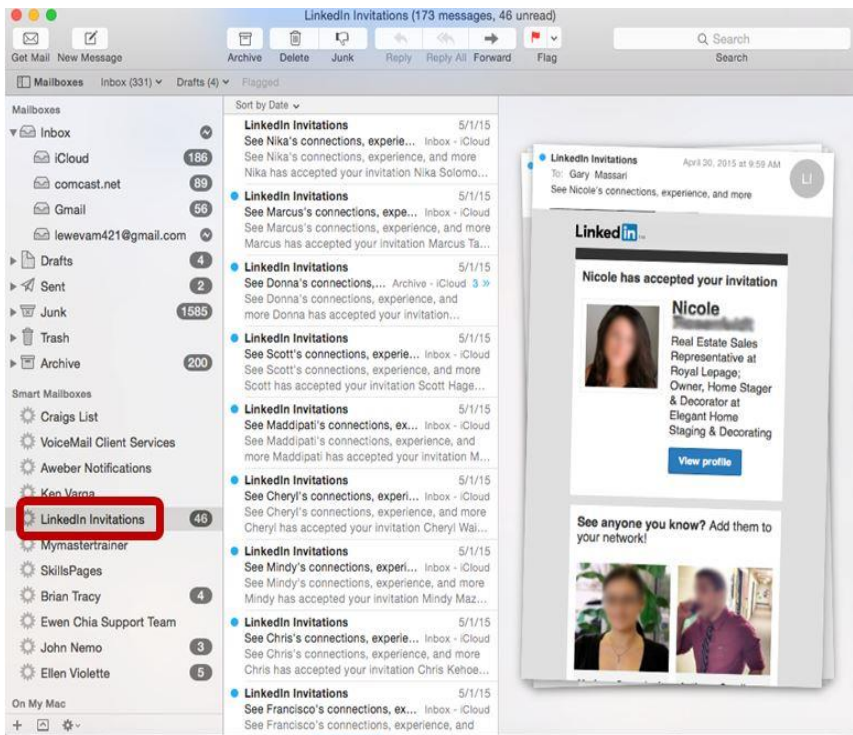 LinkedIn Invitations (173 messages, 46 unread)
Get Mail New Message Archive Delete Junk Reply Reply All Forward Flag Search
Search
Mailboxes Inbox (331) Drafts (4) Flagged
Mailboxes
Inbox
iCloud 186
comcast.net 89
Gmail 56
lewevam421@gmail.com
Drafts 4
Sent 2
Junk 1585
Trash
Archive 200
Smart Mailboxes
Craigs List
VoiceMail Client Services
Aweber Notifications
Ken Varga
LinkedIn Invitations 46
Mymastertrainer
SkillsPages
Brian Tracy 4
Ewen Chia Support Team
John Nemo 3
Ellen Violette 5
On My Mac
Sort by Date
LinkedIn Invitations 5/1/15
See Nika's connections, experie... Inbox - iCloud
See Nika's connections, experience, and more
Nika has accepted your invitation Nika Solomo...
LinkedIn Invitations 5/1/15
See Marcus's connections, expe... Inbox - iCloud
See Marcus's connections, experience, and more
Marcus has accepted your invitation Marcus Ta...
LinkedIn Invitations 5/1/15
See Donna's connections,... Archive - iCloud 3 »
See Donna's connections, experience, and
more Donna has accepted your invitation...
LinkedIn Invitations 5/1/15
See Scott's connections, experie... Inbox - iCloud
See Scott's connections, experience, and more
Scott has accepted your invitation Scott Hage...
LinkedIn Invitations 5/1/15
See Maddipati's connections, ex... Inbox - iCloud
See Maddipati's connections, experience, and
more Maddipati has accepted your invitation M...
LinkedIn Invitations 5/1/15
See Cheryl's connections, experi... Inbox - iCloud
See Cheryl's connections, experience, and more
Cheryl has accepted your invitation Cheryl Wai...
LinkedIn Invitations 5/1/15
See Mindy's connections, experi... Inbox - iCloud
See Mindy's connections, experience, and more
Mindy has accepted your invitation Mindy Maz...
LinkedIn Invitations 5/1/15
See Chris's connections, experie... Inbox - iCloud
See Chris's connections, experience, and more
Chris has accepted your invitation Chris Kehoe...
LinkedIn Invitations 5/1/15
See Francisco's connections, ex... Inbox - iCloud
See Francisco's connections, experience, and
LinkedIn Invitations April 30, 2015 at 9:59 AM
To: Gary Massari
LI
See Nicole's connections, experience, and more
Linked in
Nicole has accepted your invitation
Nicole
Real Estate Sales
Representative at
Royal Lepage;
Owner, Home Stager
& Decorator at
Elegant Home
Staging & Decorating
View profile
See anyone you know? Add them to
your network!